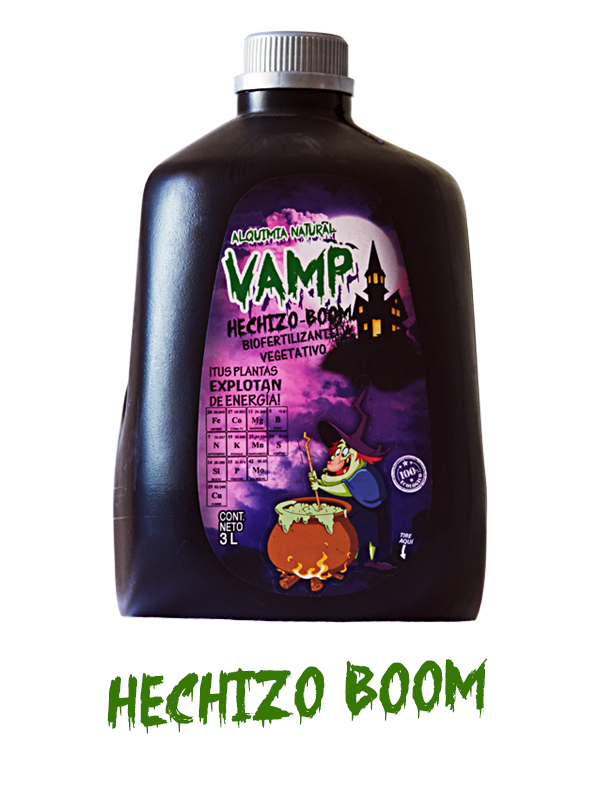 ALQUIMIA NATURAL
VAMP
HECHIZO-BOOM
BIOFERTILIZANTE
VEGETATIVO
¡TUS PLANTAS
EXPLOTAN
DE ENERGÍA!
Fe Co Mg B
N K Mn S
Si P Mo
Cu
100%
CONT.
NETO
3 L
TIRE
AQUÍ
HECHIZO BOOM